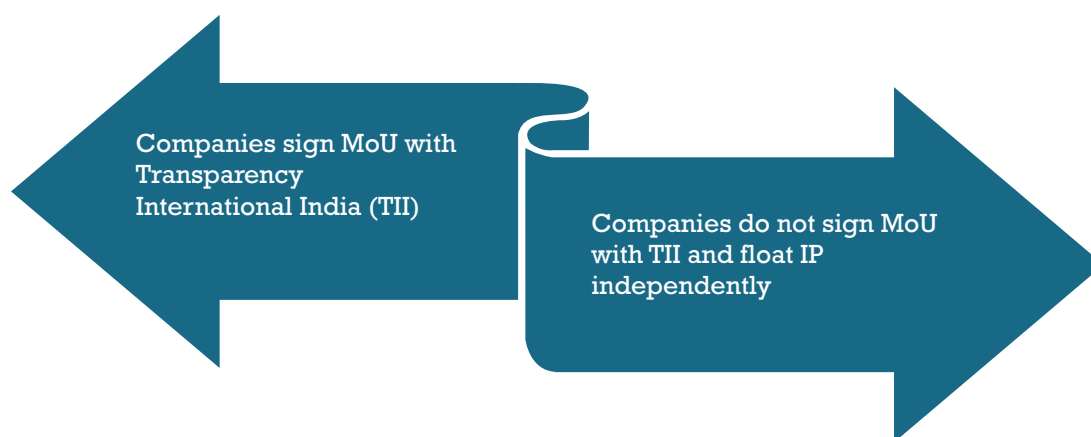 Companies sign MoU with
Transparency
International India (TII)
Companies do not sign MoU
with TII and float IP
independently